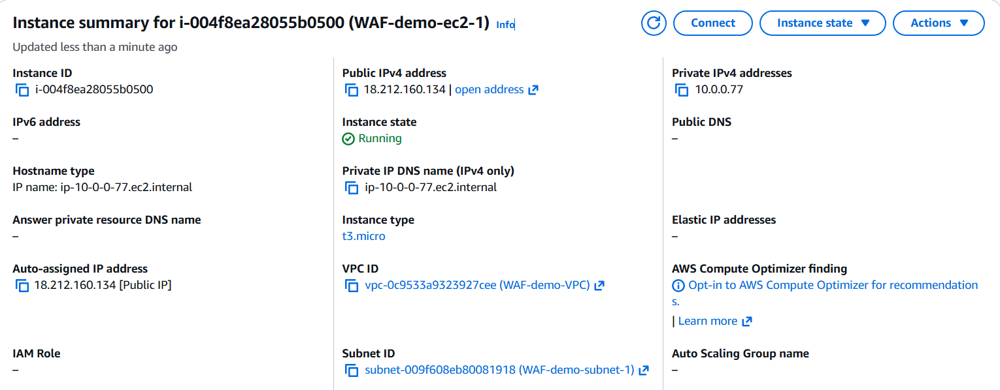 Instance summary for i-004f8ea28055b0500 (WAF-demo-ec2-1) Info
Connect
Instance state
Actions
Updated less than a minute ago
Instance ID
i-004f8ea28055b0500
Public IPv4 address
18.212.160.134 | open address
Private IPv4 addresses
10.0.0.77
IPv6 address
–
Instance state
Running
Public DNS
–
Hostname type
IP name: ip-10-0-0-77.ec2.internal
Private IP DNS name (IPv4 only)
ip-10-0-0-77.ec2.internal
Answer private resource DNS name
–
Instance type
t3.micro
Elastic IP addresses
–
Auto-assigned IP address
18.212.160.134 [Public IP]
VPC ID
vpc-0c9533a9323927cee (WAF-demo-VPC)
AWS Compute Optimizer finding
Opt-in to AWS Compute Optimizer for recommendation
s.
| Learn more
IAM Role
–
Subnet ID
subnet-009f608eb80081918 (WAF-demo-subnet-1)
Auto Scaling Group name
–